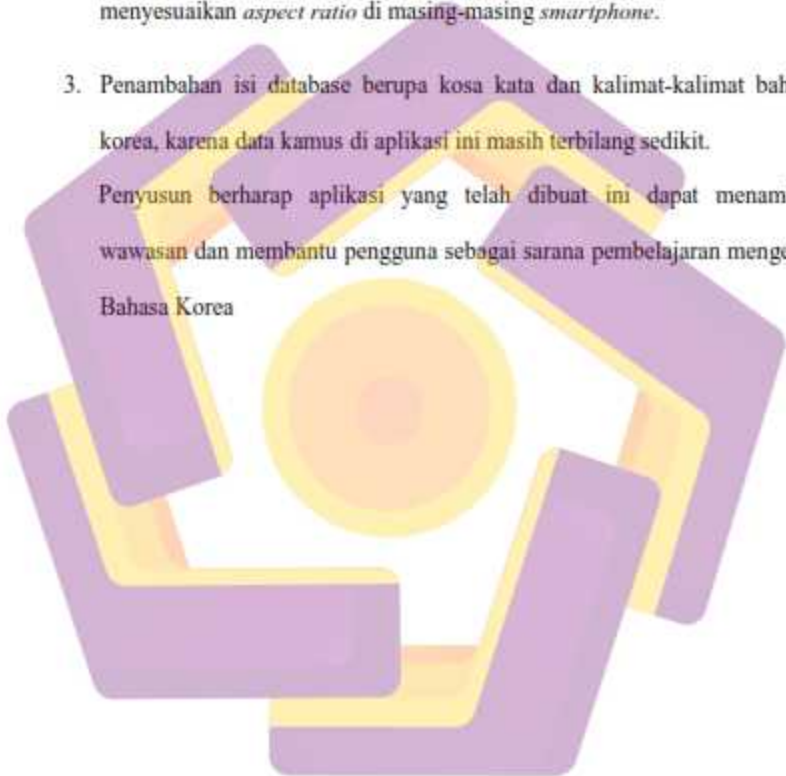 menyesuaikan aspect ratio di masing-masing smartphone.
3. Penambahan isi database berupa kosa kata dan kalimat-kalimat bah
korea, karena data kamus di aplikasi ini masih terbilang sedikit.
Penyusun berharap aplikasi yang telah dibuat ini dapat menam
wawasan dan membantu pengguna sebagai sarana pembelajaran menge
Bahasa Korea